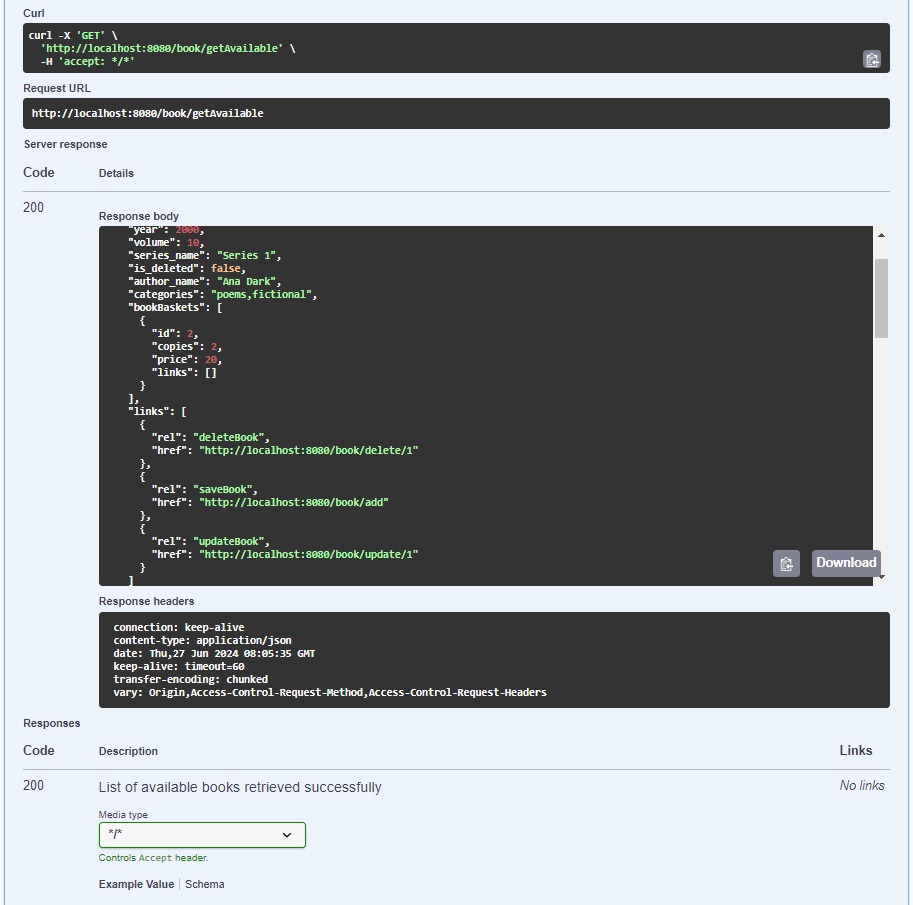 Curl
curl -X 'GET' \
  'http://localhost:8080/book/getAvailable' \
  -H 'accept: */*'
Request URL
http://localhost:8080/book/getAvailable
Server response
Code Details
200
Response body
"year": 2000,
"volume": 10,
"series_name": "Series 1",
"is_deleted": false,
"author_name": "Ana Dark",
"categories": "poems,fictional",
"bookBaskets": [
  {
    "id": 2,
    "copies": 2,
    "price": 20,
    "links": []
  }
],
"links": [
  {
    "rel": "deleteBook",
    "href": "http://localhost:8080/book/delete/1"
  },
  {
    "rel": "saveBook",
    "href": "http://localhost:8080/book/add"
  },
  {
    "rel": "updateBook",
    "href": "http://localhost:8080/book/update/1"
  }
]
Download
Response headers
connection: keep-alive
content-type: application/json
date: Thu,27 Jun 2024 08:05:35 GMT
keep-alive: timeout=60
transfer-encoding: chunked
vary: Origin,Access-Control-Request-Method,Access-Control-Request-Headers
Responses
Code Description Links
200 List of available books retrieved successfully No links
Media type
*/*
Controls Accept header.
Example Value Schema